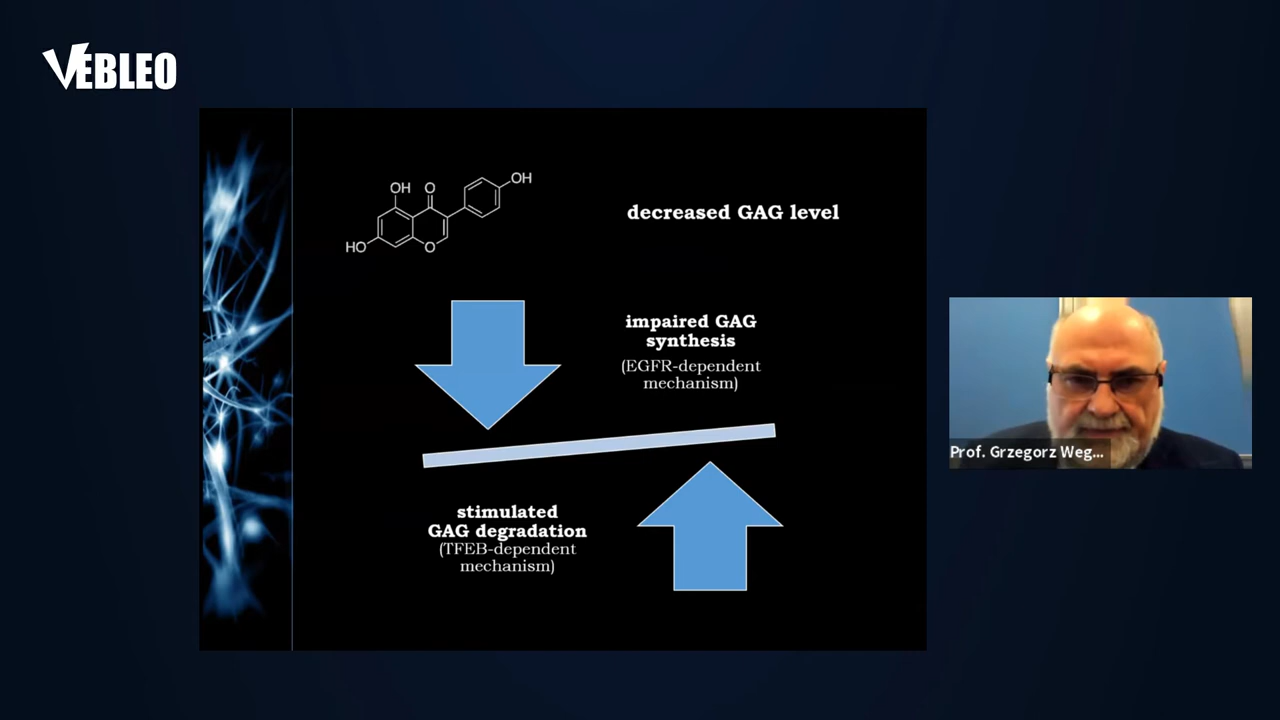 VEBLEO
OH
O
OH
HO
O
decreased GAG level
impaired GAG
synthesis
(EGFR-dependent
mechanism)
stimulated
GAG degradation
(TFEB-dependent
mechanism)
Prof. Grzegorz Weg...